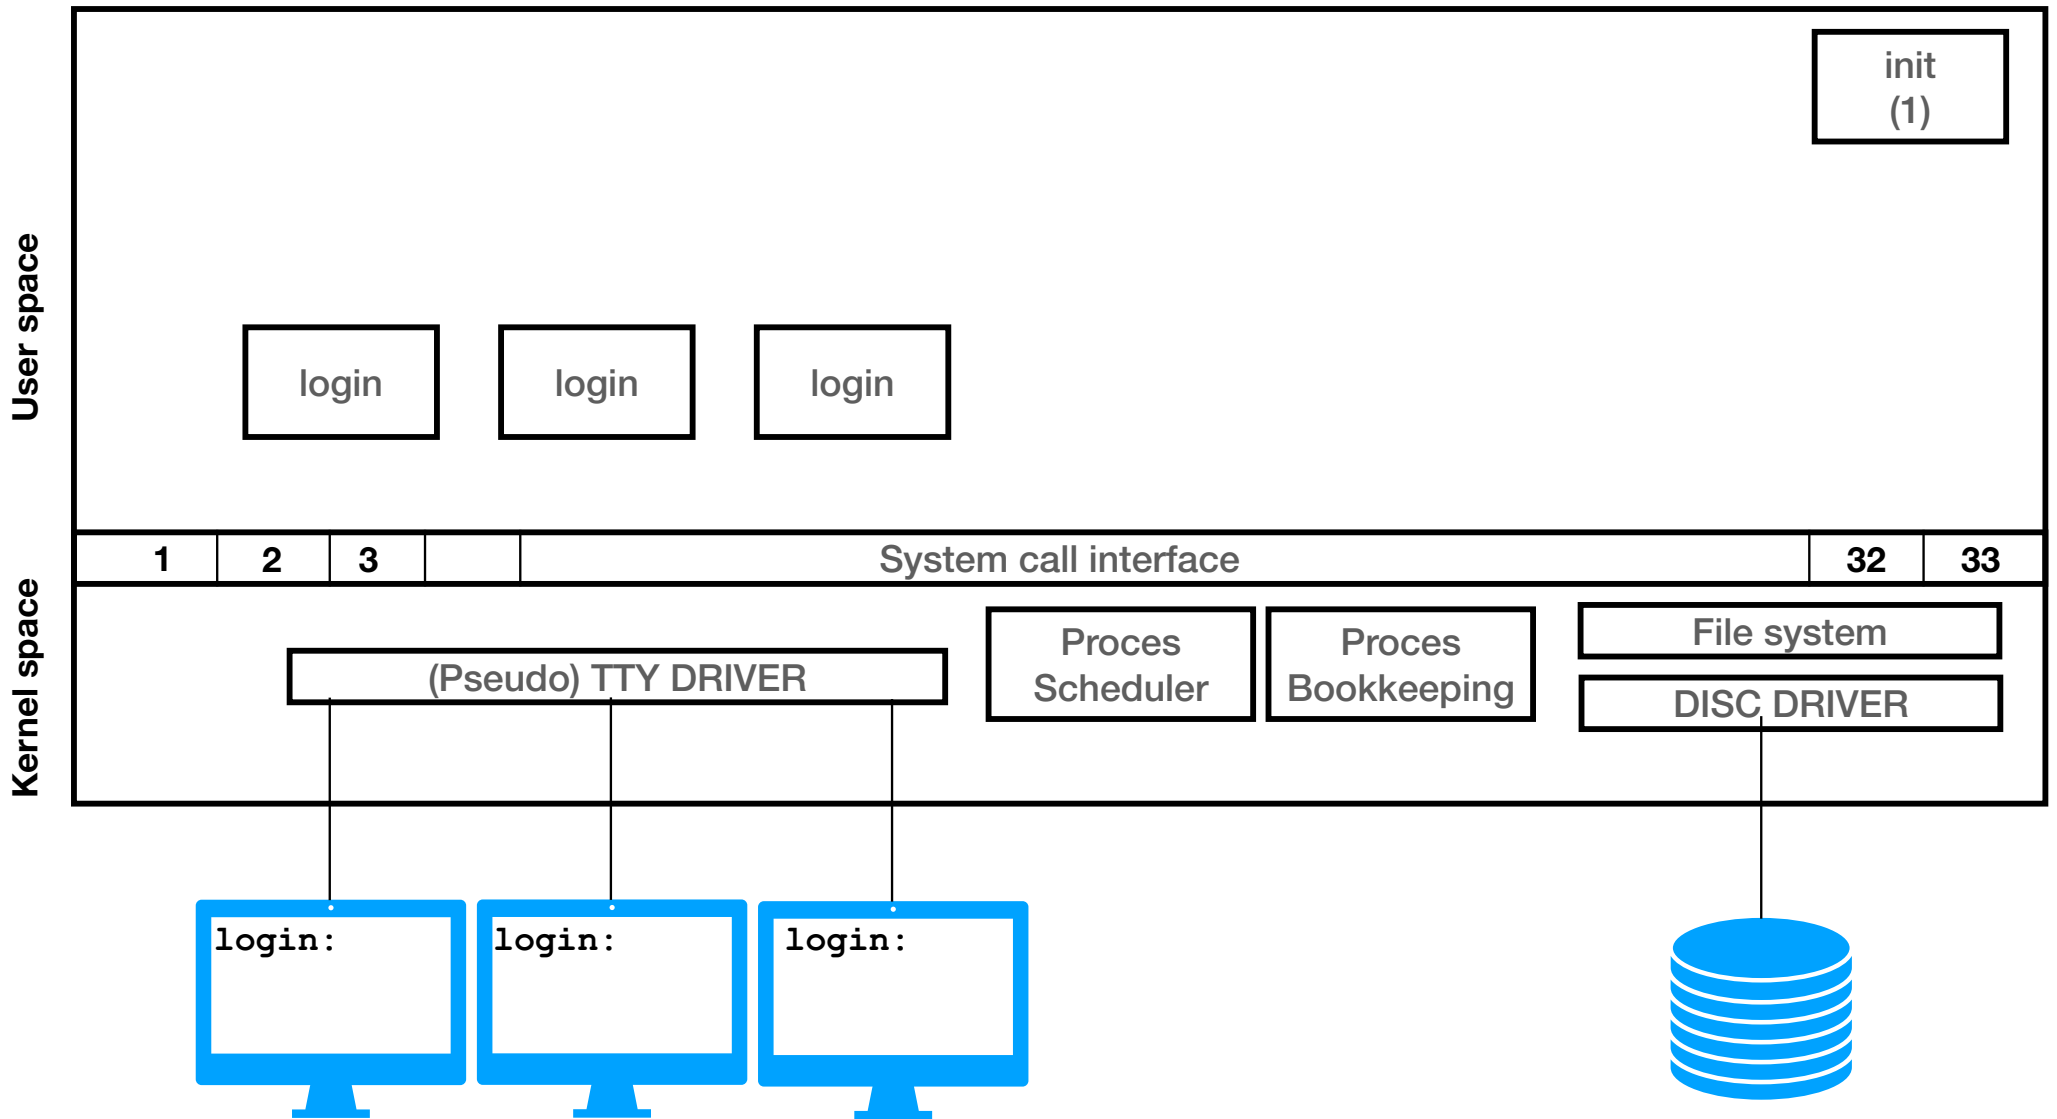 init
(1)
User space
login
login
login
1
2
3
System call interface
32
33
Kernel space
(Pseudo) TTY DRIVER
Proces
Scheduler
Proces
Bookkeeping
File system
DISC DRIVER
login:
login:
login: